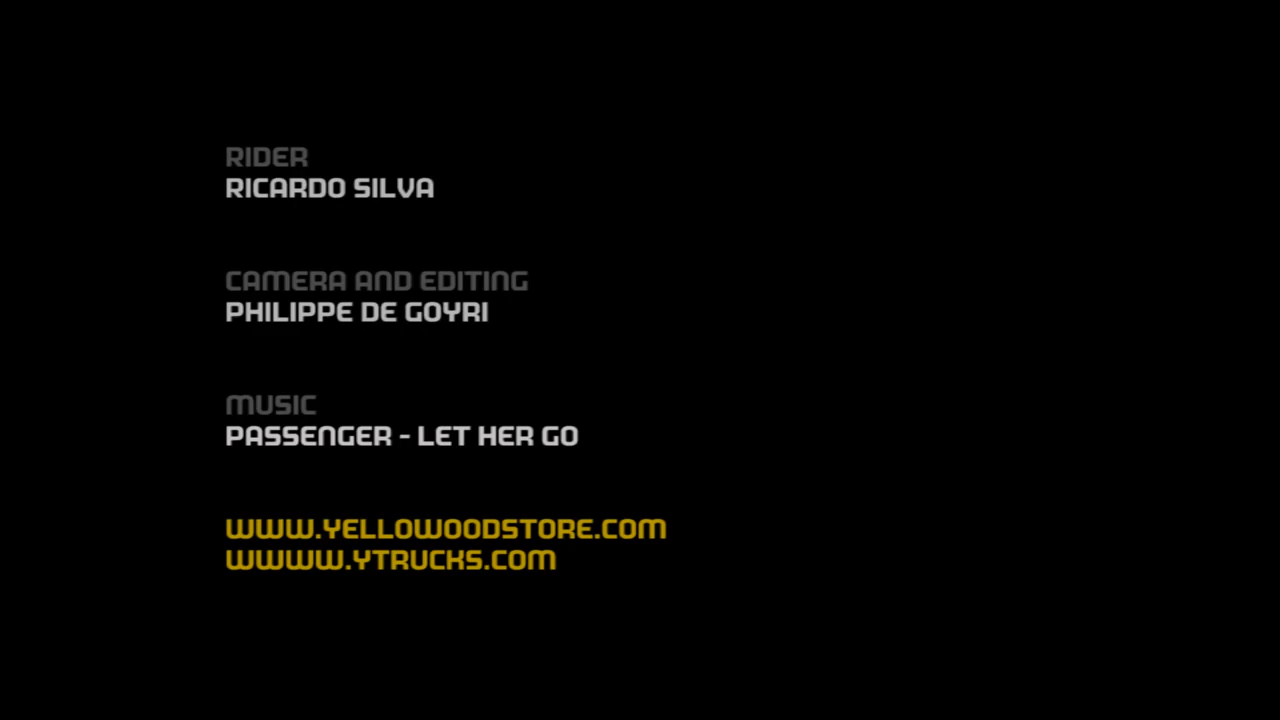 RIDER
RICARDO SILVA
CAMERA AND EDITING
PHILIPPE DE GOYRI
MUSIC
PASSENGER - LET HER GO
WWW.YELLOWOODSTORE.COM
WWWW.YTRUCKS.COM